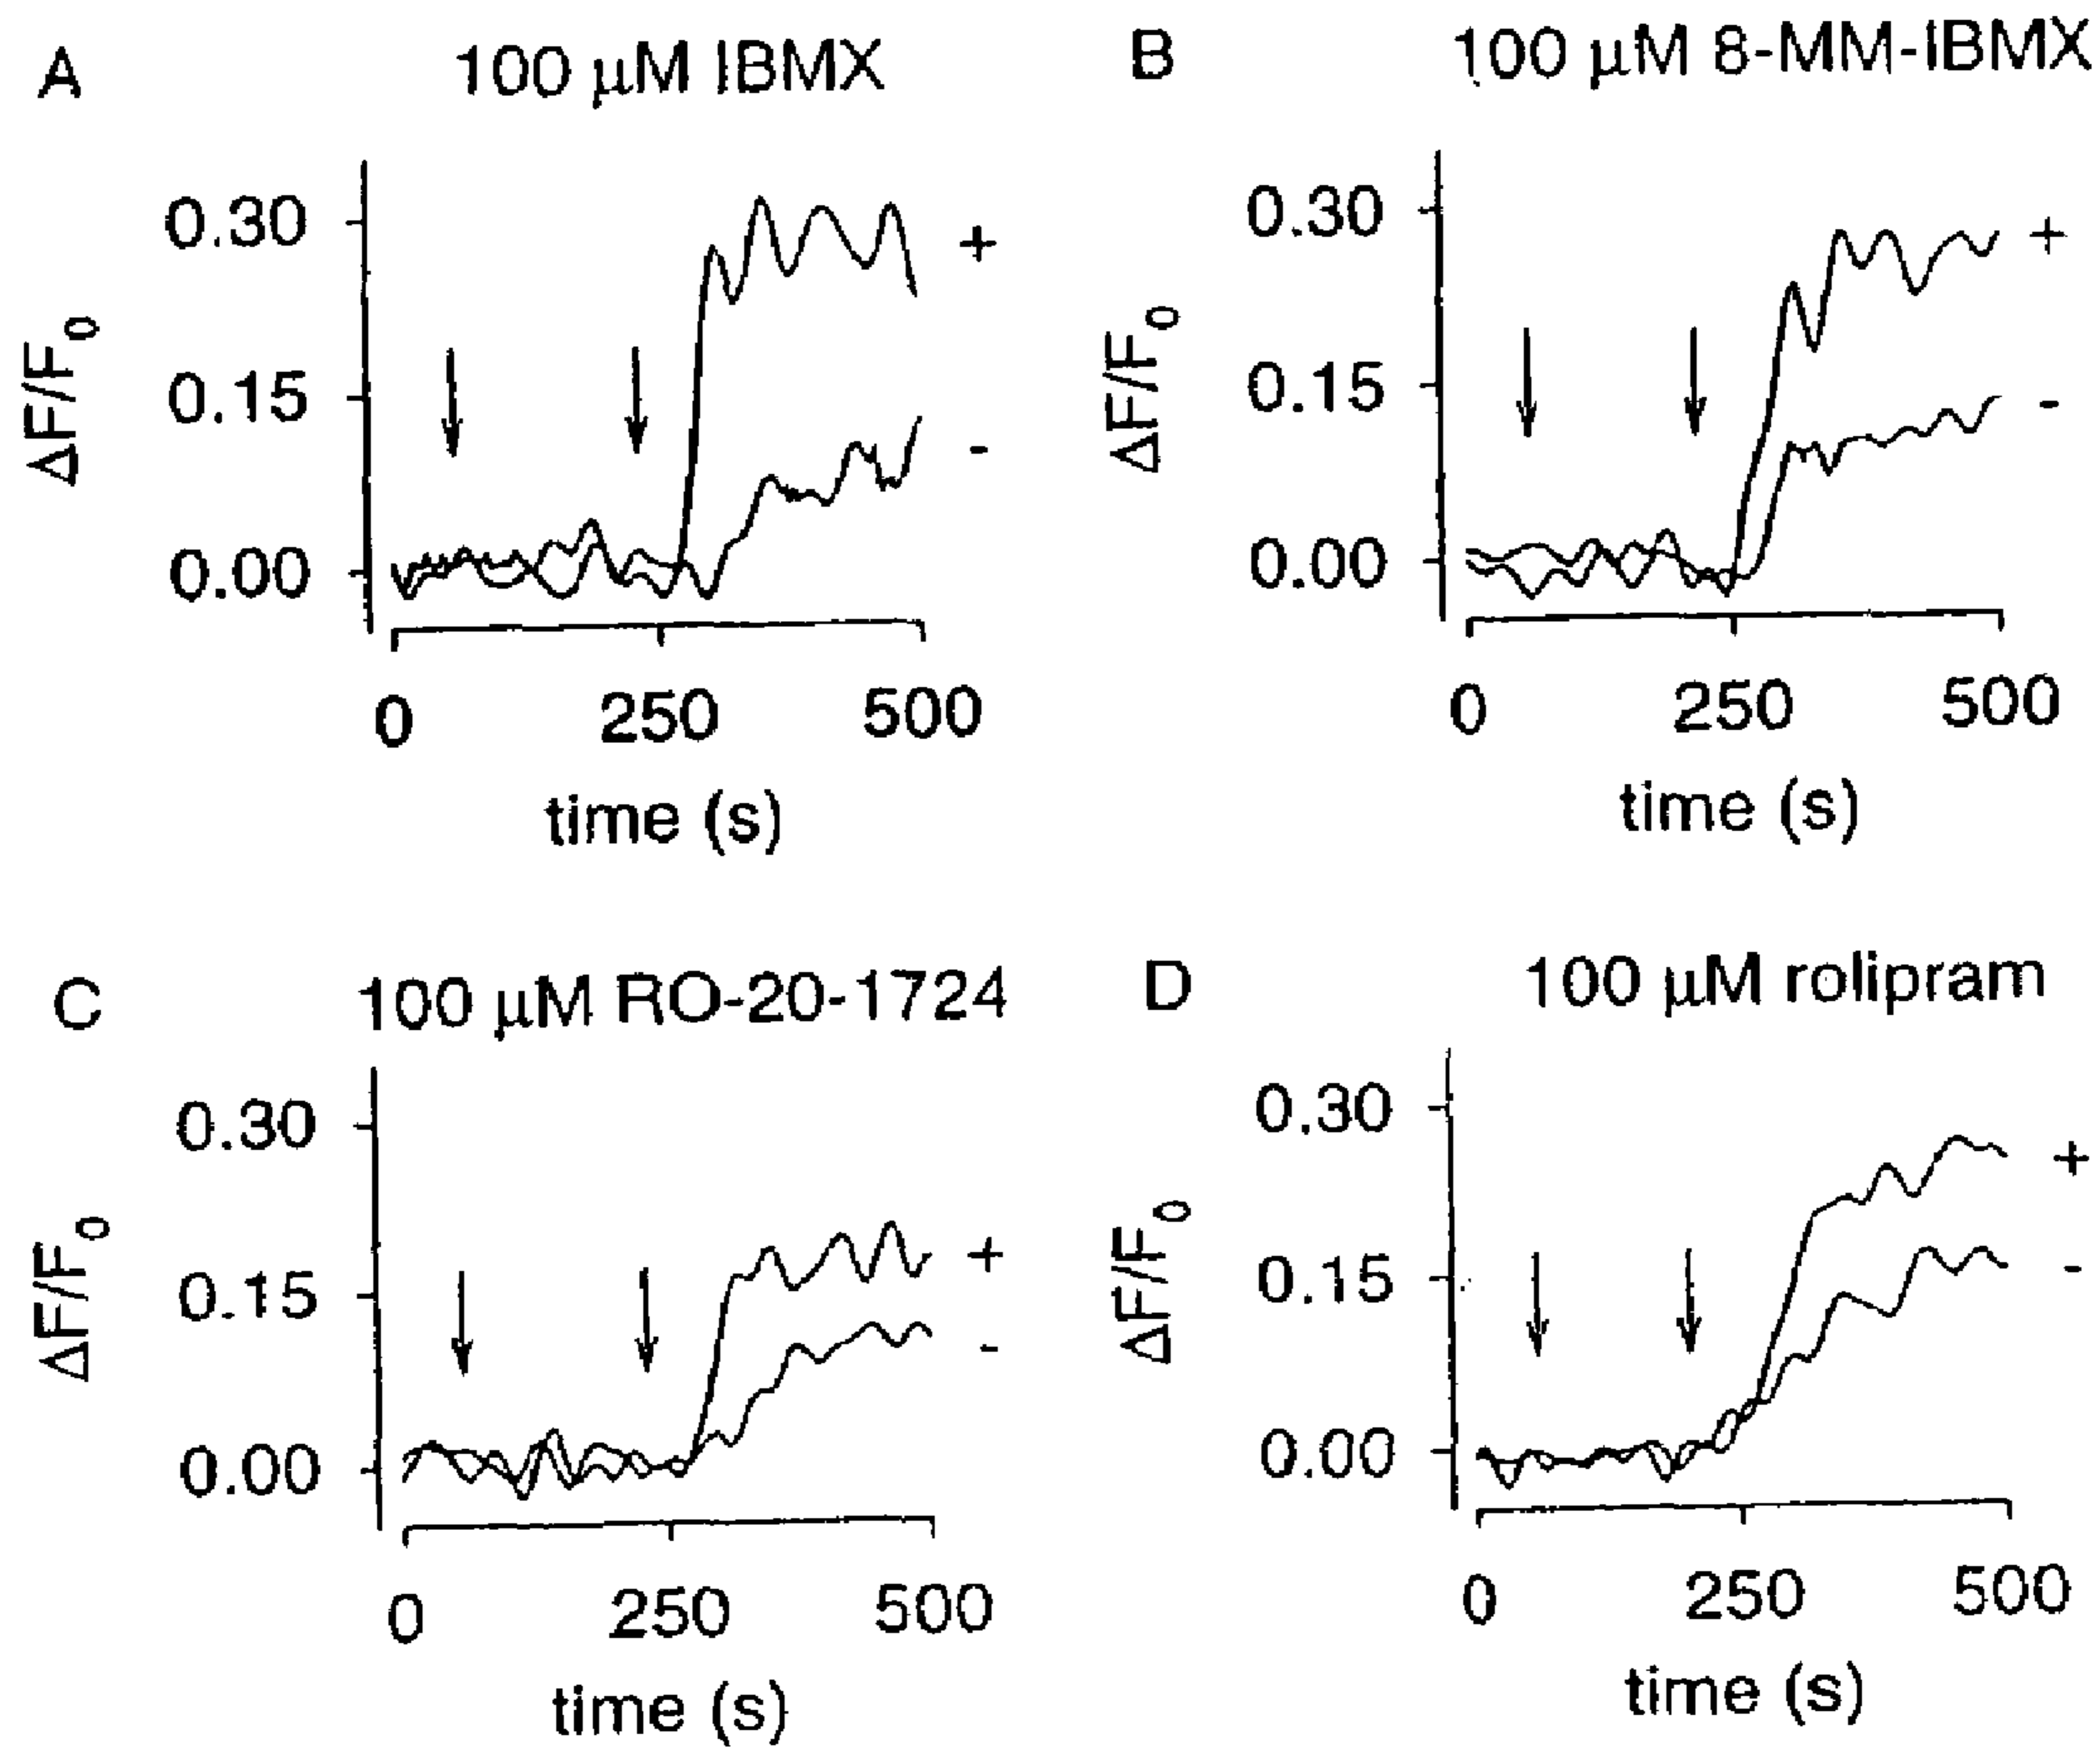 A 100 µM IBMX
ΔF/F0
0.30
0.15
0.00
+
-
0 250 500
time (s)
B 100 µM 8-MM-IBMX
ΔF/F0
0.30
0.15
0.00
+
-
0 250 500
time (s)
C 100 µM RO-20-1724
ΔF/F0
0.30
0.15
0.00
+
-
0 250 500
time (s)
D 100 µM rolipram
ΔF/F0
0.30
0.15
0.00
+
-
0 250 500
time (s)